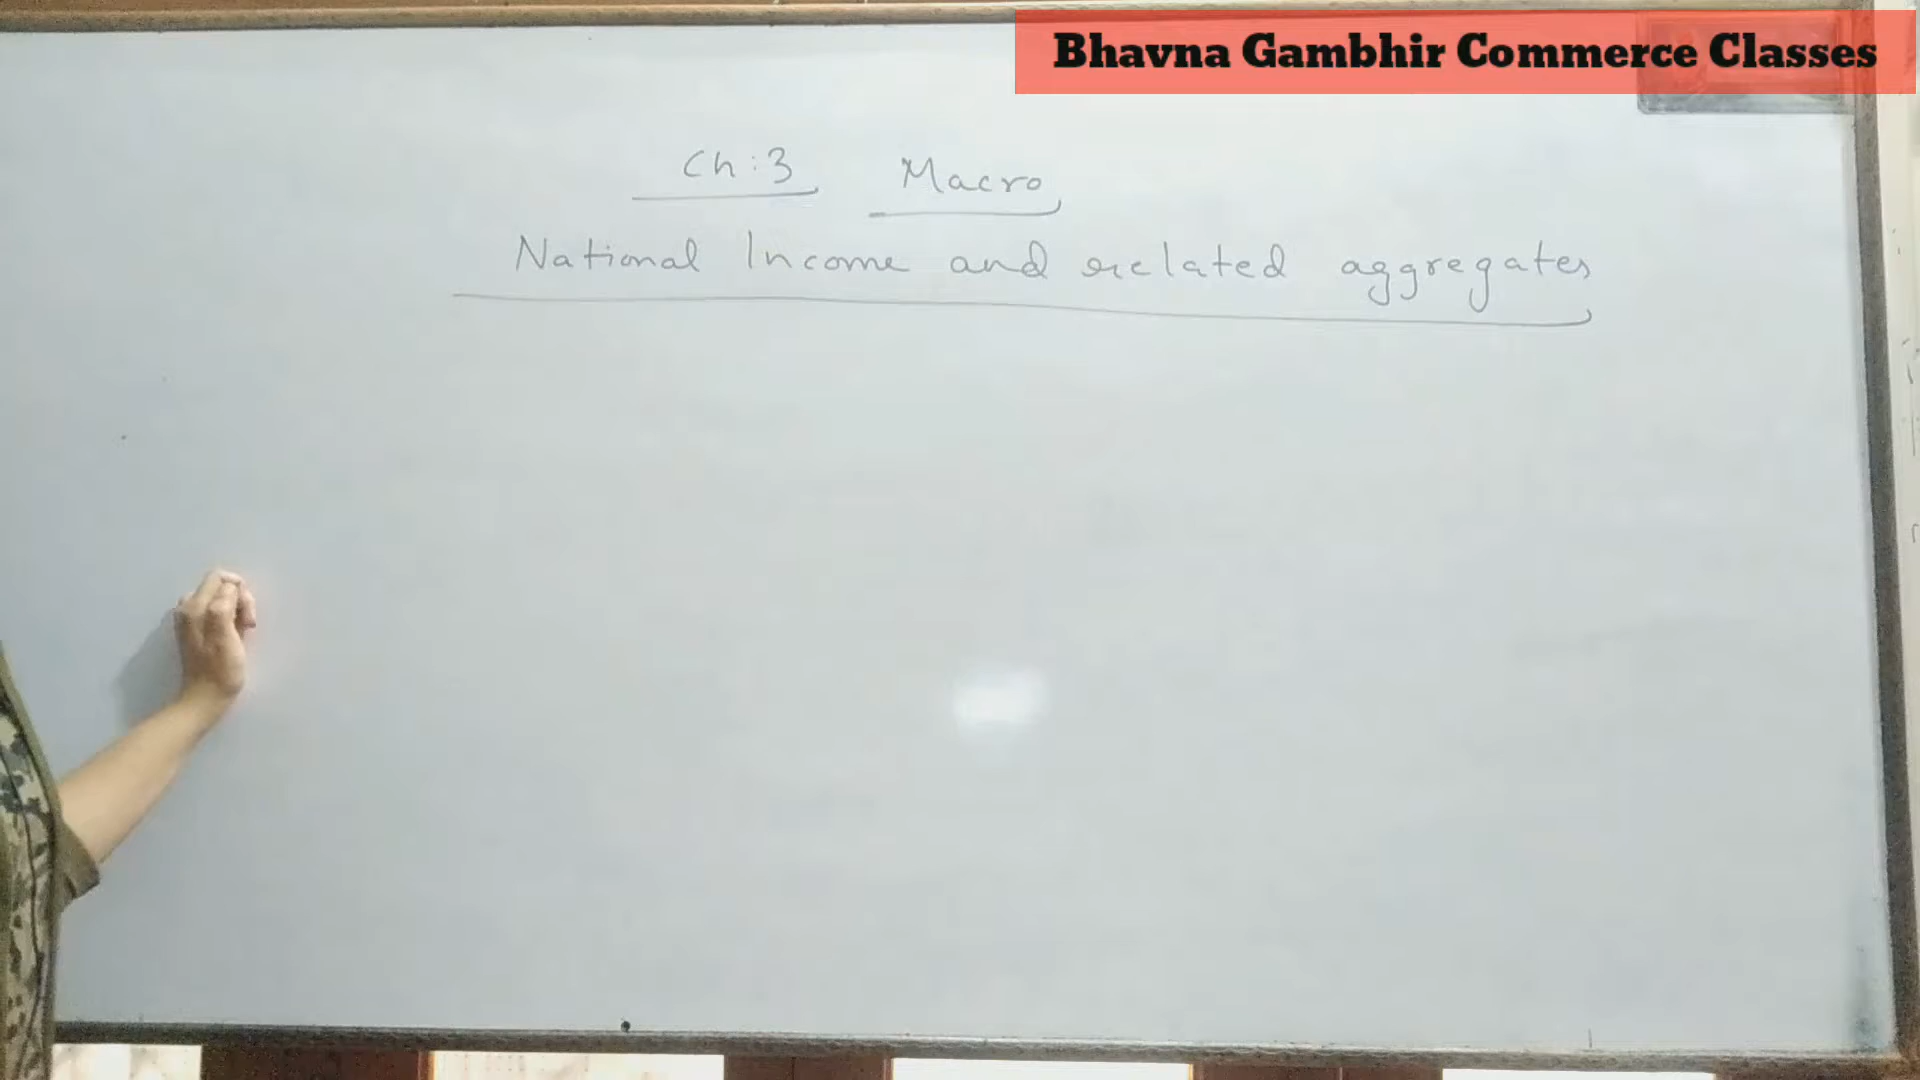 Bhavna Gambhir Commerce Classes
Ch:3 Macro
National Income and related aggregates